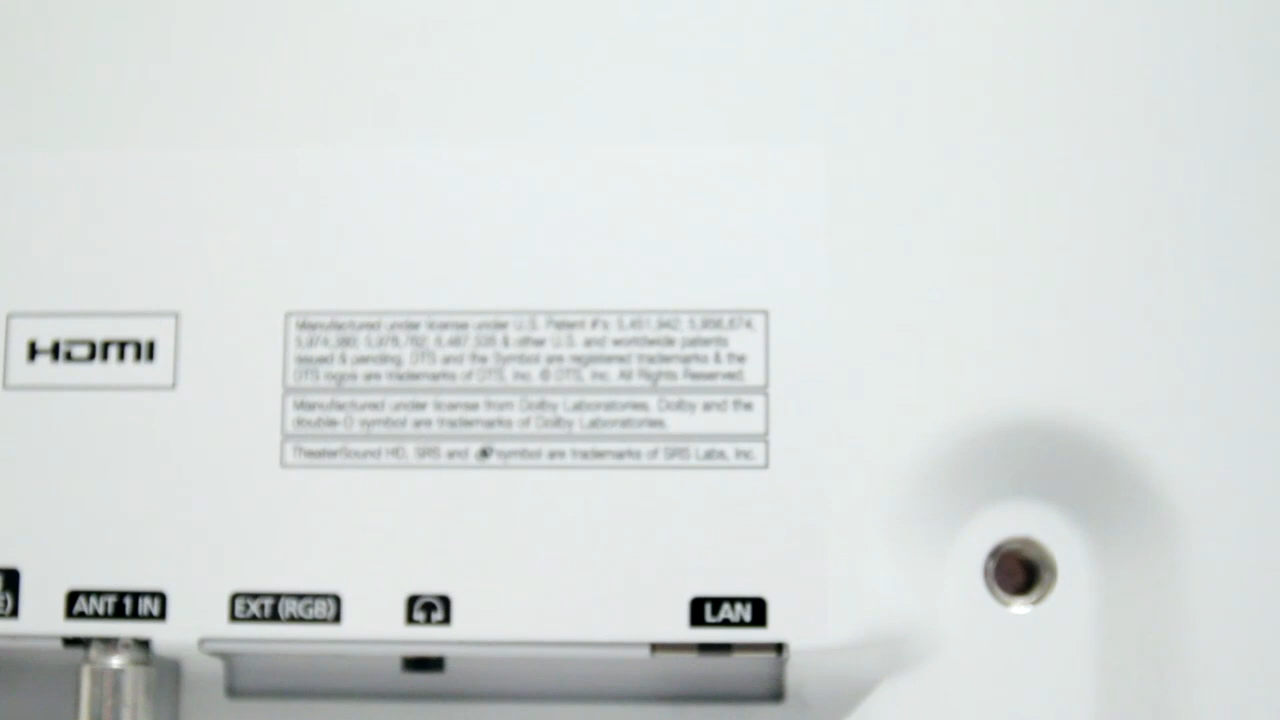 HDMI
Manufactured under license under U.S. Patent #'s: 5,451,942; 5,956,674;
5,974,380; 5,978,762; 6,487,535 & other U.S. and worldwide patents
issued & pending. DTS and the Symbol are registered trademarks & the
DTS logos are trademarks of DTS, Inc. © DTS, Inc. All Rights Reserved.
Manufactured under license from Dolby Laboratories. Dolby and the
double-D symbol are trademarks of Dolby Laboratories.
TheaterSound HD, SRS and symbol are trademarks of SRS Labs, Inc.
ANT 1 IN
EXT (RGB)
LAN